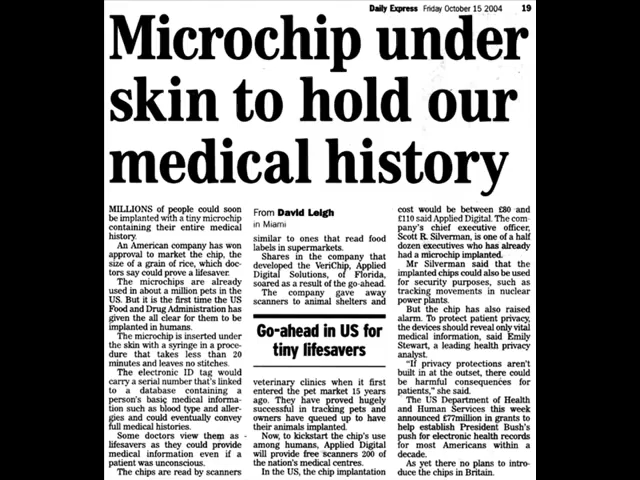 Daily Express Friday October 15 2004 19
Microchip under
skin to hold our
medical history
MILLIONS of people could soon
be implanted with a tiny microchip
containing their entire medical
history.
An American company has won
approval to market the chip, the
size of a grain of rice, which doc-
tors say could prove a lifesaver.
The microchips are already
used in about a million pets in the
US. But it is the first time the US
Food and Drug Administration has
given the all clear for them to be
implanted in humans.
The microchip is inserted under
the skin with a syringe in a proce-
dure that takes less than 20
minutes and leaves no stitches.
The electronic ID tag would
carry a serial number that's linked
to a database containing a
person's basic medical informa-
tion such as blood type and aller-
gies and could eventually convey
full medical histories.
Some doctors view them as
lifesavers as they could provide
medical information even if a
patient was unconscious.
The chips are read by scanners
From David Leigh
in Miami
similar to ones that read food
labels in supermarkets.
Shares in the company that
developed the VeriChip, Applied
Digital Solutions, of Florida,
soared as a result of the go-ahead.
The company gave away
scanners to animal shelters and
Go-ahead in US for
tiny lifesavers
veterinary clinics when it first
entered the pet market 15 years
ago. They have proved hugely
successful in tracking pets and
owners have queued up to have
their animals implanted.
Now, to kickstart the chip's use
among humans, Applied Digital
will provide free scanners 200 of
the nation's medical centres.
In the US, the chip implantation
cost would be between £80 and
£110 said Applied Digital. The com-
pany's chief executive officer,
Scott R. Silverman, is one of a half
dozen executives who has already
had a microchip implanted.
Mr Silverman said that the
implanted chips could also be used
for security purposes, such as
tracking movements in nuclear
power plants.
But the chip has also raised
alarm. To protect patient privacy,
the devices should reveal only vital
medical information, said Emily
Stewart, a leading health privacy
analyst.
"If privacy protections aren't
built in at the outset, there could
be harmful consequences for
patients," she said.
The US Department of Health
and Human Services this week
announced £77million in grants to
help establish President Bush's
push for electronic health records
for most Americans within a
decade.
As yet there no plans to intro-
duce the chips in Britain.